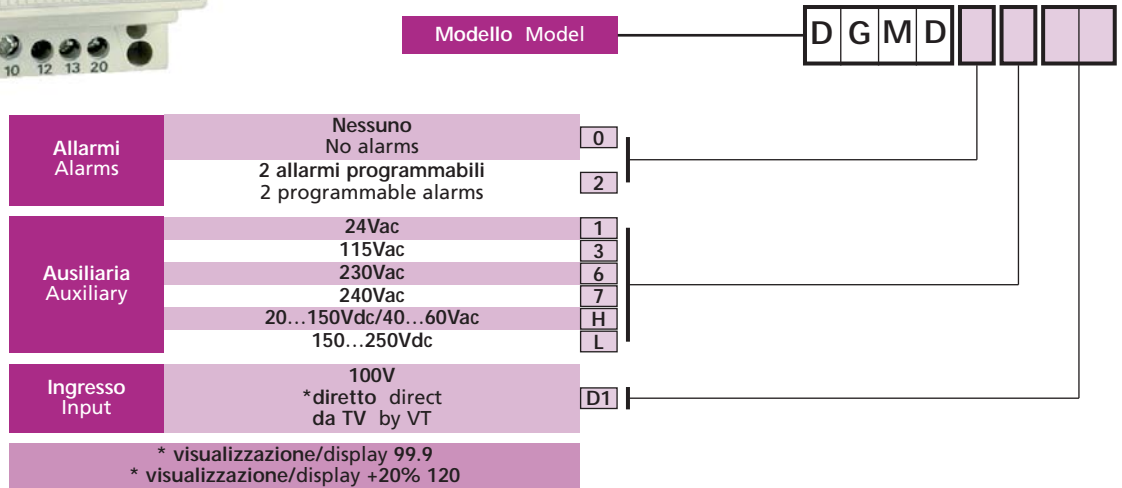 10 12 13 20
Modello Model
D G M D
Allarmi
Alarms
Nessuno
No alarms
0
2 allarmi programmabili
2 programmable alarms
2
Ausiliaria
Auxiliary
24Vac 1
115Vac 3
230Vac 6
240Vac 7
20...150Vdc/40...60Vac H
150...250Vdc L
Ingresso
Input
100V
*diretto direct
da TV by VT
D1
* visualizzazione/display 99.9
* visualizzazione/display +20% 120